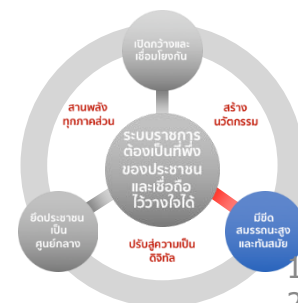 เปิดกว้างและ
เชื่อมโยงกัน
สานพลัง
ทุกภาคส่วน
สร้าง
นวัตกรรม
ระบบราชการ
ต้องเป็นที่พึ่ง
ของประชาชน
และเชื่อถือ
ไว้วางใจได้
ยึดประชาชน
เป็น
ศูนย์กลาง
ปรับสู่ความเป็น
ดิจิทัล
มีขีด
สมรรถนะสูง
และทันสมัย
1